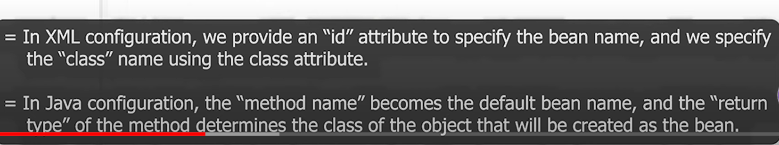 = In XML configuration, we provide an “id” attribute to specify the bean name, and we specify
the “class” name using the class attribute.
= In Java configuration, the “method name” becomes the default bean name, and the “return
type” of the method determines the class of the object that will be created as the bean.